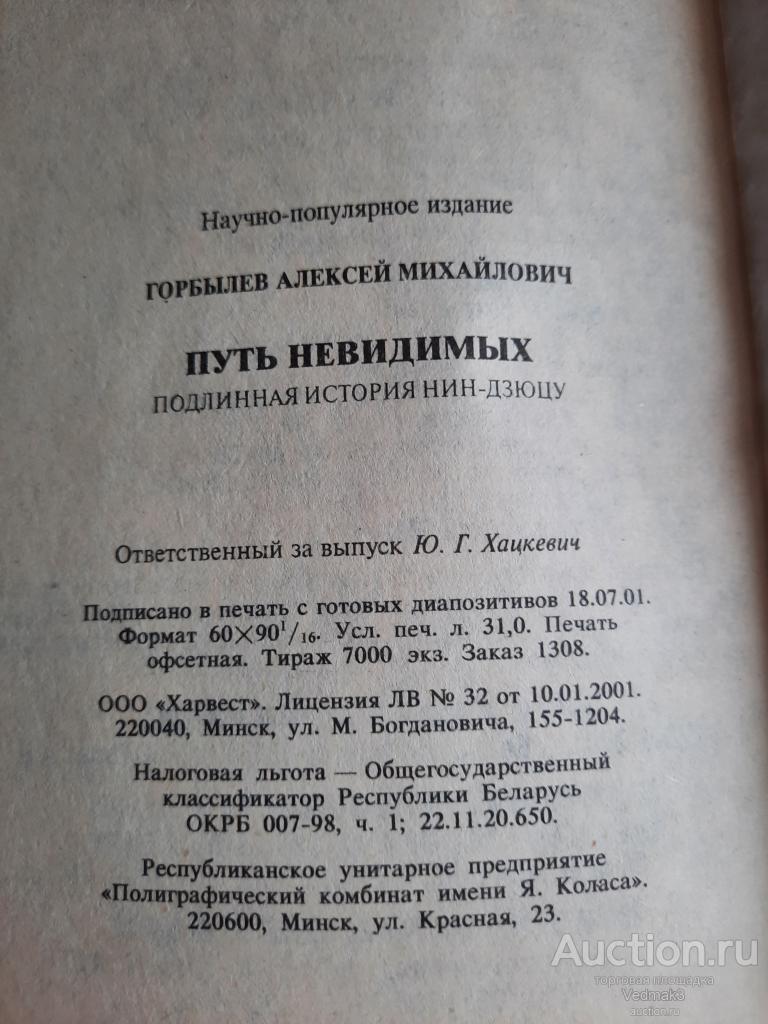 Научно-популярное издание
ГОРБЫЛЕВ АЛЕКСЕЙ МИХАЙЛОВИЧ
ПУТЬ НЕВИДИМЫХ
ПОДЛИННАЯ ИСТОРИЯ НИН-ДЗЮЦУ
Ответственный за выпуск Ю. Г. Хацкевич
Подписано в печать с готовых диапозитивов 18.07.01.
Формат 60×90¹/₁₆. Усл. печ. л. 31,0. Печать
офсетная. Тираж 7000 экз. Заказ 1308.
ООО «Харвест». Лицензия ЛВ № 32 от 10.01.2001.
220040, Минск, ул. М. Богдановича, 155-1204.
Налоговая льгота — Общегосударственный
классификатор Республики Беларусь
ОКРБ 007-98, ч. 1; 22.11.20.650.
Республиканское унитарное предприятие
«Полиграфический комбинат имени Я. Коласа».
220600, Минск, ул. Красная, 23.
Auction.ru
торговая площадка
Vedmak3
auction.ru